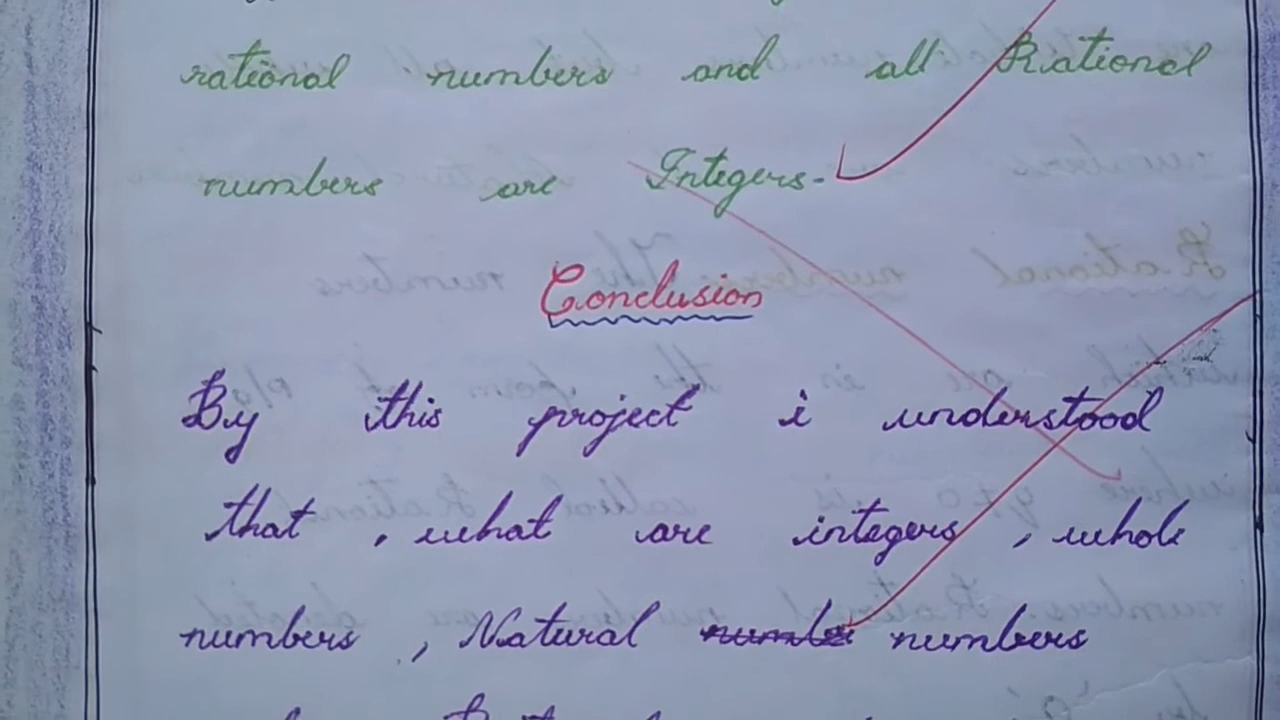 rational numbers and all Rational
numbers are Integers.
Conclusion
By this project i understood
that , what are integers , whole
numbers , Natural numbers